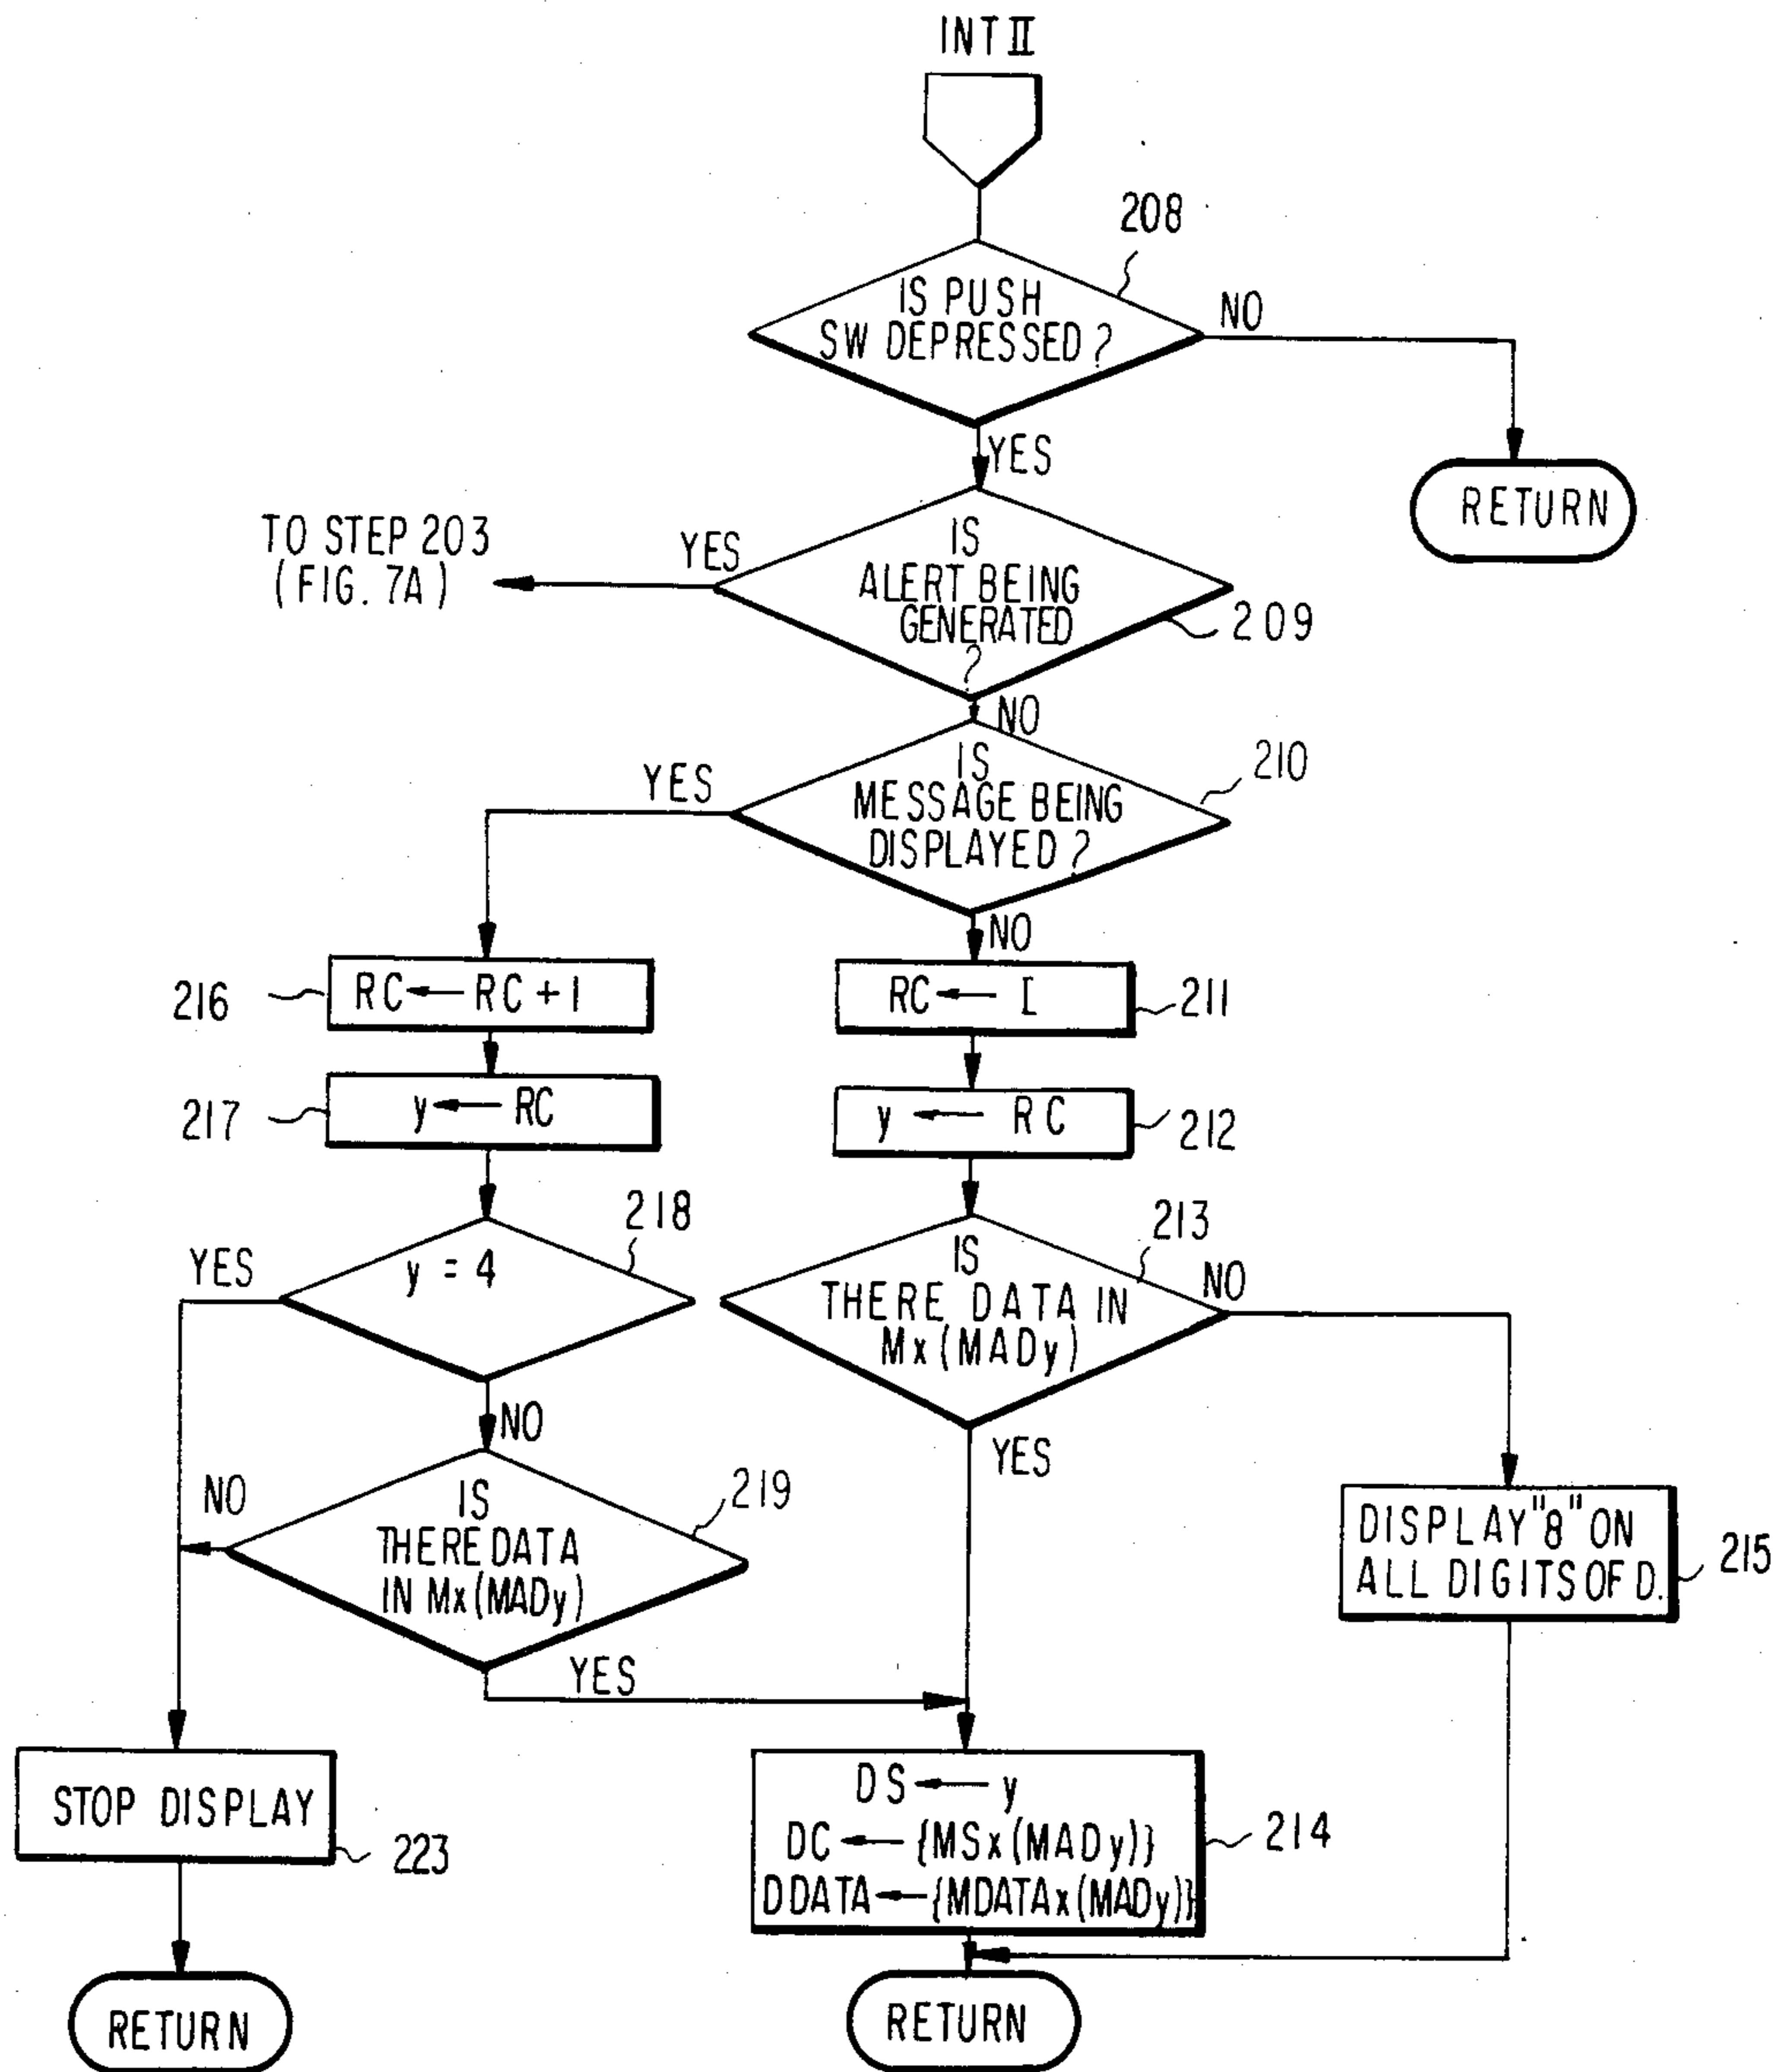 INT II
208
IS PUSH
SW DEPRESSED ?
NO
YES
RETURN
TO STEP 203
(FIG. 7A)
YES
IS
ALERT BEING
GENERATED
?
209
NO
210
YES
IS
MESSAGE BEING
DISPLAYED ?
NO
216
RC ← RC + 1
RC ← 1
211
217
y ← RC
y ← RC
212
218
213
YES
y = 4
IS
THERE DATA IN
Mx (MADy)
NO
NO
YES
NO
219
IS
THERE DATA
IN Mx (MADy)
DISPLAY "8" ON
ALL DIGITS OF D.
215
YES
STOP DISPLAY
223
DS ← y
DC ← {MSx (MADy)}
DDATA ← {MDATAx (MADy)}
214
RETURN
RETURN